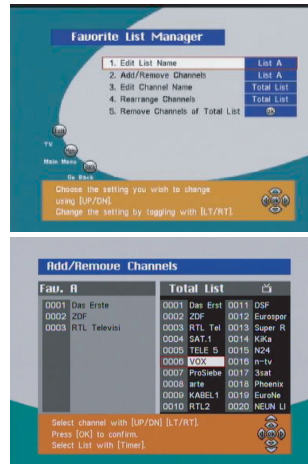 Favorite List Manager
1. Edit List Name List A
2. Add/Remove Channels List A
3. Edit Channel Name Total List
4. Rearrange Channels Total List
5. Remove Channels of Total List
TV
Main Menu
Go Back
Choose the setting you wish to change
using [UP/DN].
Change the setting by toggling with [LT/RT].
Add/Remove Channels
Fav. A Total List
0001 Das Erste 0001 Das Erst 0011 DSF
0002 ZDF 0002 ZDF 0012 Eurospor
0003 RTL Televisi 0003 RTL Tel 0013 Super R
0004 SAT.1 0014 KiKa
0005 TELE 5 0015 N24
0006 VOX 0016 n-tv
0007 ProSiebe 0017 3sat
0008 arte 0018 Phoenix
0009 KABEL1 0019 EuroNe
0010 RTL2 0020 NEUN LI
Select channel with [UP/DN] [LT/RT].
Press [OK] to confirm.
Select List with [Timer].